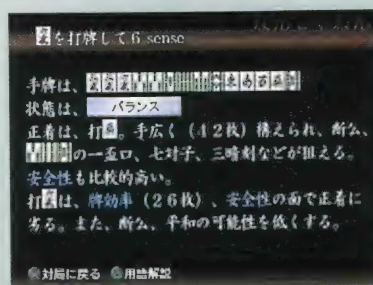 を打牌して.6 sense
手牌は、
状態は、 バランス
正着は、打 。手広く(42枚)構えられ、断么、
の一盃口、七対子、三暗刻などが狙える。
安全性も比較的高い。
打 は、牌効率(26枚)、安全性の面で正着に
劣る。また、断么、平和の可能性を低くする。
対局に戻る 用語解説